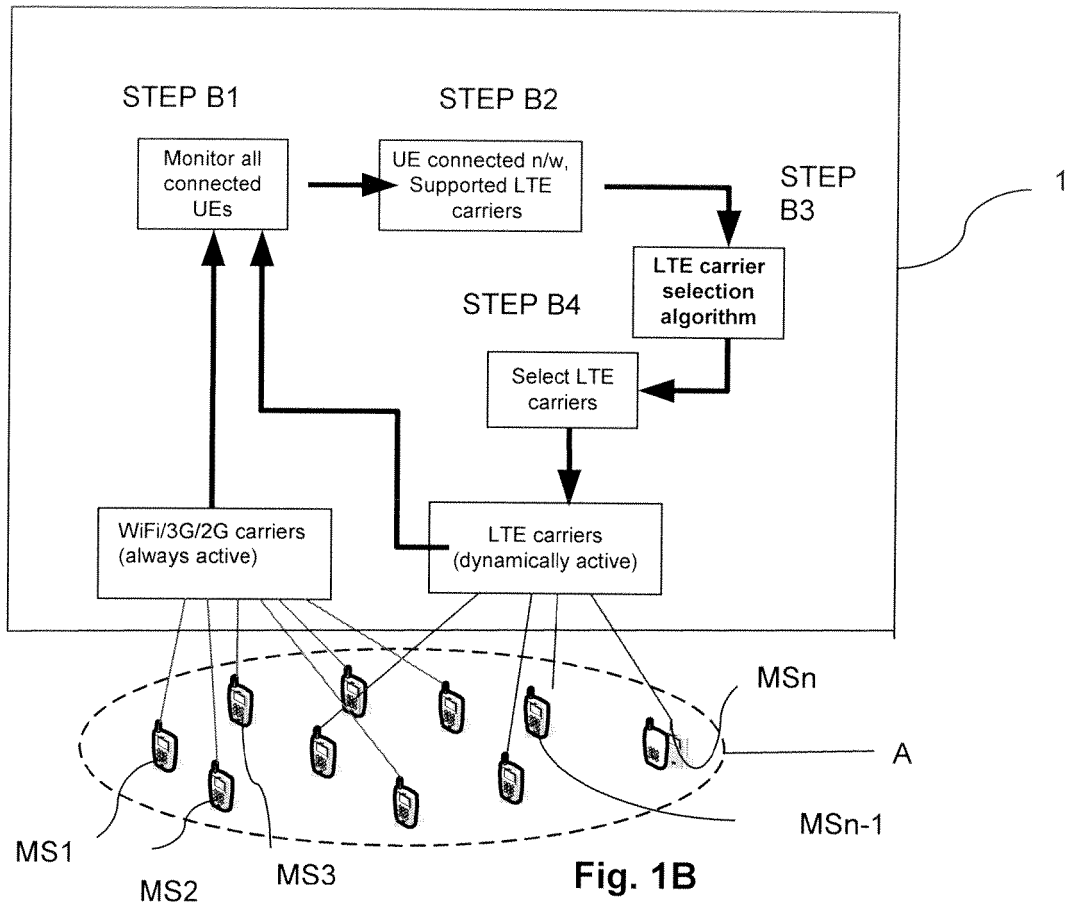 STEP B1
STEP B2
Monitor all
connected
UEs
UE connected n/w,
Supported LTE
carriers
STEP
B3
1
LTE carrier
selection
algorithm
STEP B4
Select LTE
carriers
WiFi/3G/2G carriers
(always active)
LTE carriers
(dynamically active)
MSn
A
MSn-1
MS1
MS2
MS3
Fig. 1B